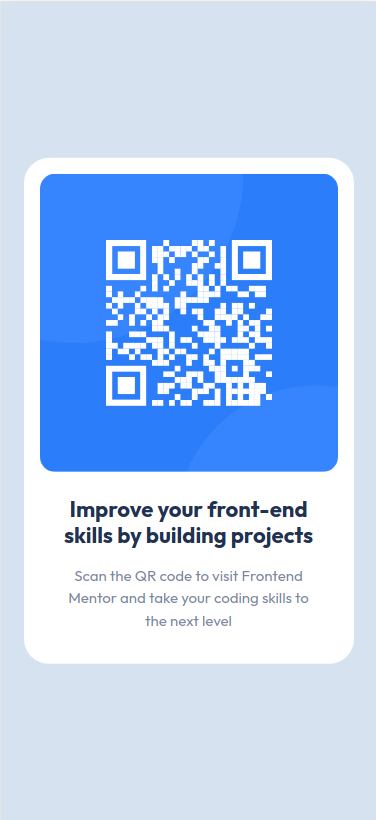 Improve your front-end
skills by building projects
Scan the QR code to visit Frontend
Mentor and take your coding skills to
the next level